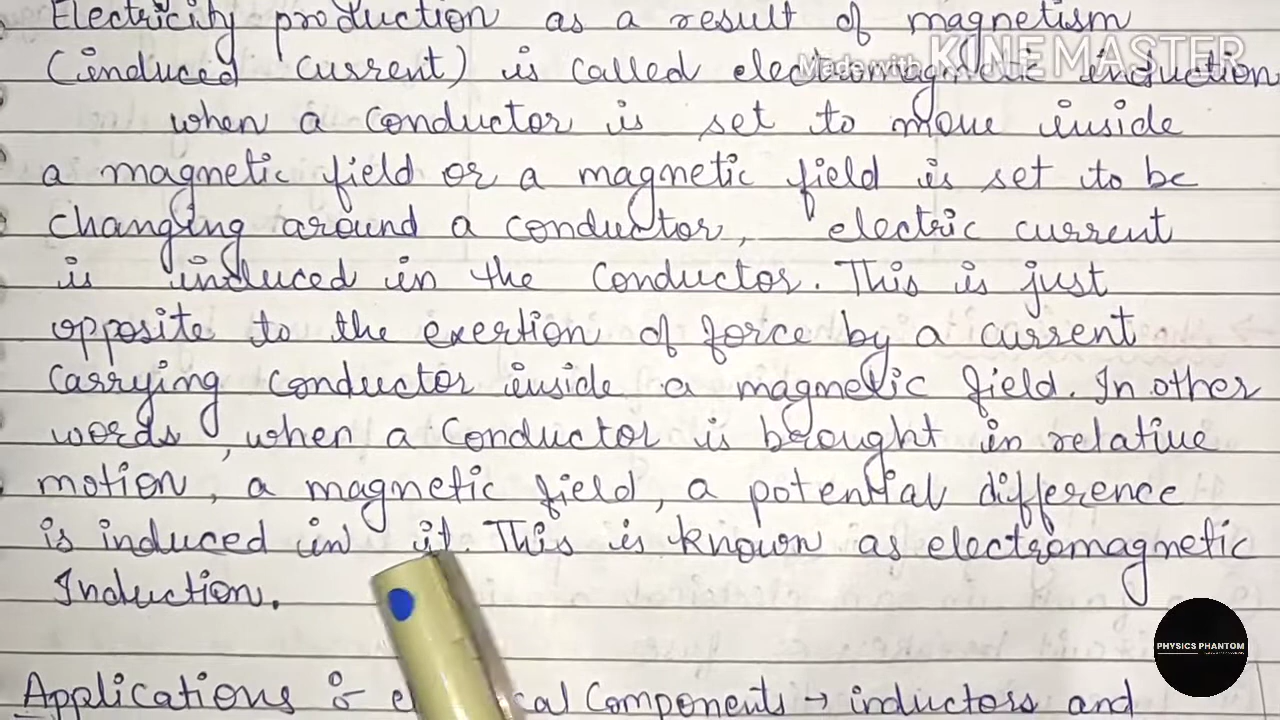 Electricity production as a result of magnetism
(induced current) is called electromagnetic induction
when a conductor is set to move inside
a magnetic field or a magnetic field is set to be
changing around a conductor, electric current
is induced in the conductor. This is just
opposite to the exertion of force by a current
carrying conductor inside a magnetic field. In other
words, when a conductor is brought in relative
motion, a magnetic field, a potential difference
is induced in it. This is known as electromagnetic
Induction.
Applications :- cal Components → inductors and
Made with KINEMASTER
PHYSICS PHANTOM